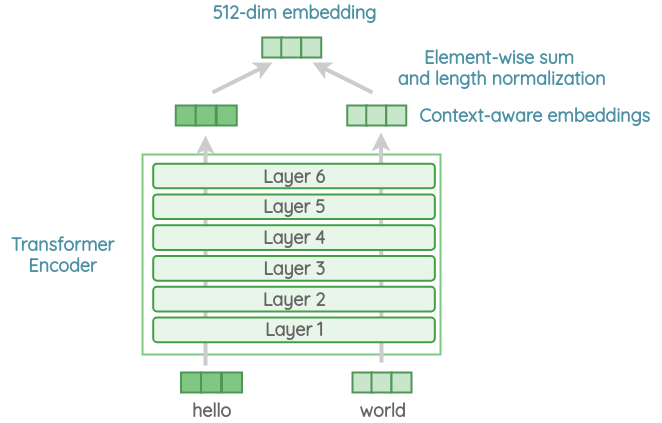 512-dim embedding
Element-wise sum
and length normalization
Context-aware embeddings
Layer 6
Layer 5
Layer 4
Layer 3
Layer 2
Layer 1
Transformer
Encoder
hello
world